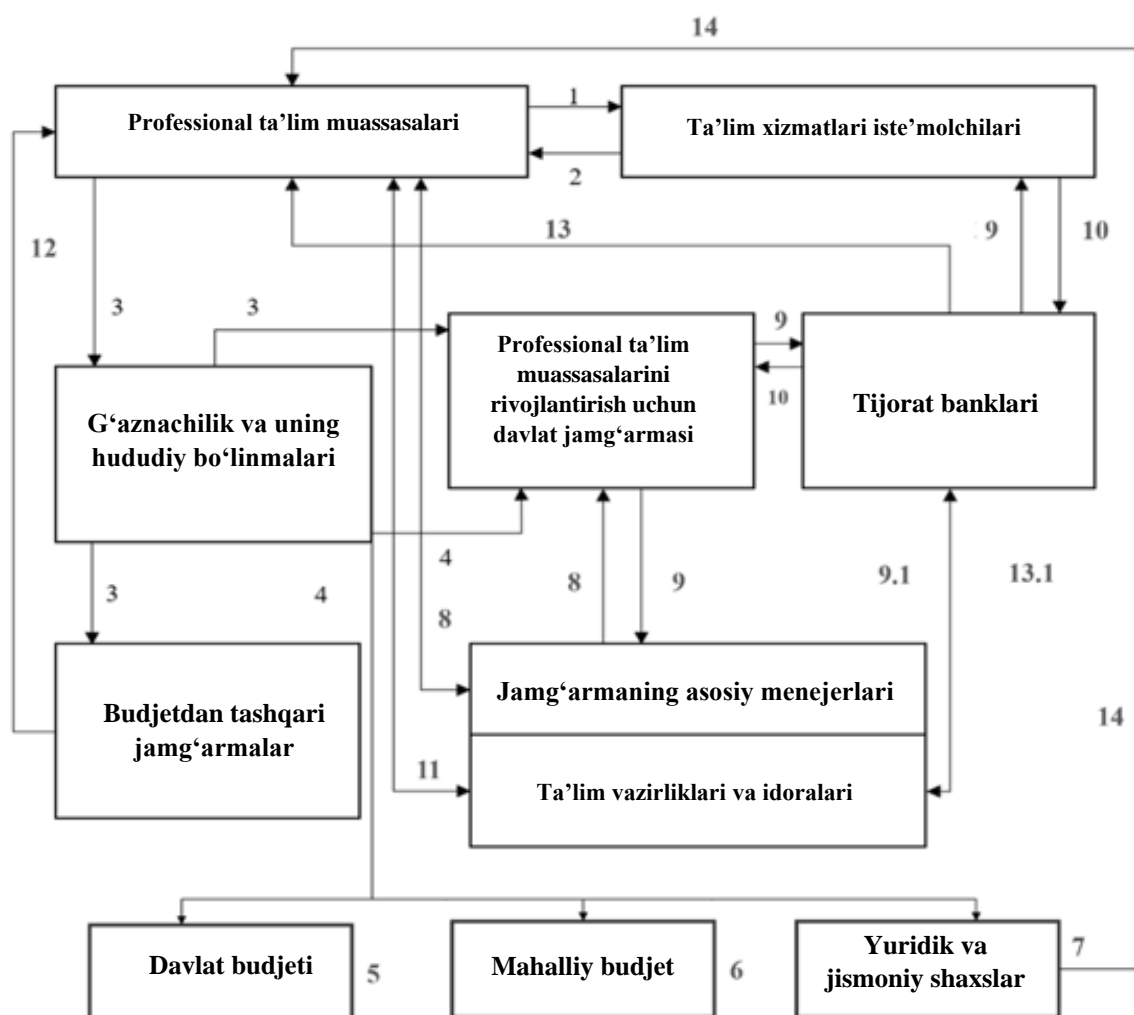 14
Professional ta’lim muassasalari
1
Ta’lim xizmatlari iste’molchilari
2
12
13
9
10
3
3
Professional ta’lim
muassasalarini
rivojlantirish uchun
davlat jamg‘armasi
9
10
Tijorat banklari
G‘aznachilik va uning
hududiy bo‘linmalari
4
3
4
8
8
9
9.1
13.1
Budjetdan tashqari
jamg‘armalar
Jamg‘armaning asosiy menejerlari
14
11
Ta’lim vazirliklari va idoralari
Davlat budjeti
5
Mahalliy budjet
6
Yuridik va
jismoniy shaxslar
7